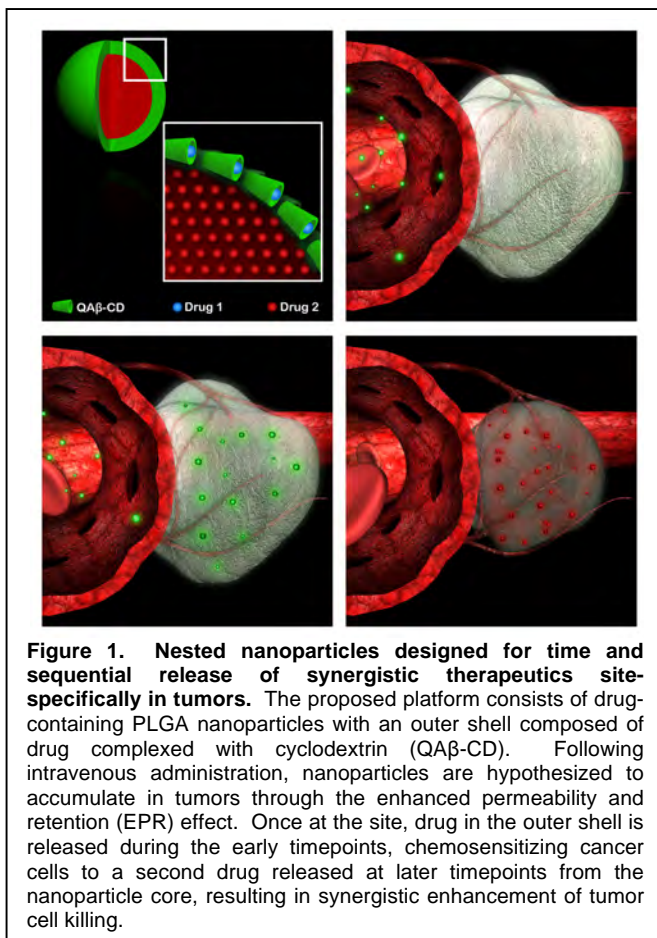 QAβ-CD Drug 1 Drug 2
Figure 1. Nested nanoparticles designed for time and
sequential release of synergistic therapeutics site-
specifically in tumors. The proposed platform consists of drug-
containing PLGA nanoparticles with an outer shell composed of
drug complexed with cyclodextrin (QAβ-CD). Following
intravenous administration, nanoparticles are hypothesized to
accumulate in tumors through the enhanced permeability and
retention (EPR) effect. Once at the site, drug in the outer shell is
released during the early timepoints, chemosensitizing cancer
cells to a second drug released at later timepoints from the
nanoparticle core, resulting in synergistic enhancement of tumor
cell killing.